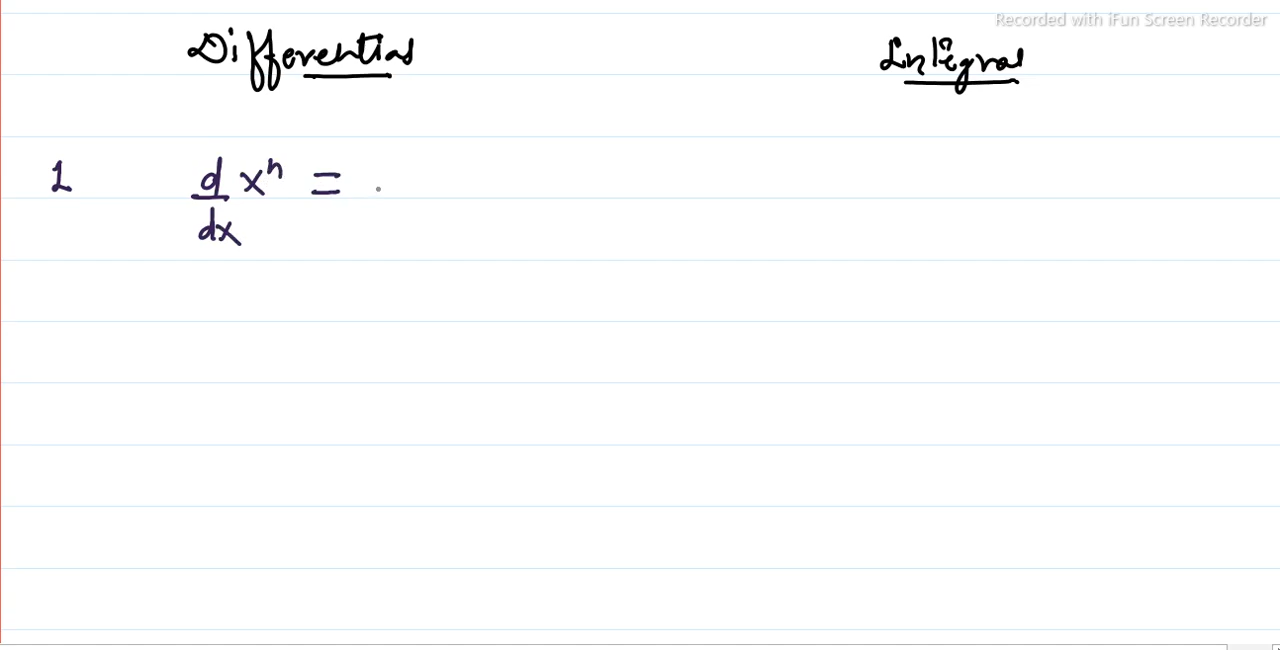 Recorded with iFun Screen Recorder
Differential Integral
1 d/dx xⁿ =